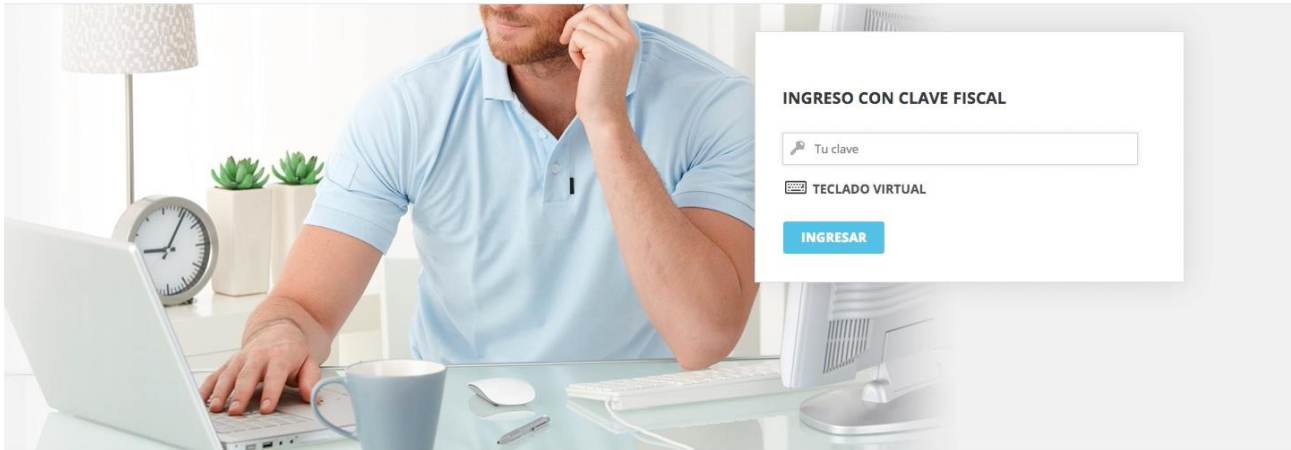 INGRESO CON CLAVE FISCAL
Tu clave
TECLADO VIRTUAL
INGRESAR